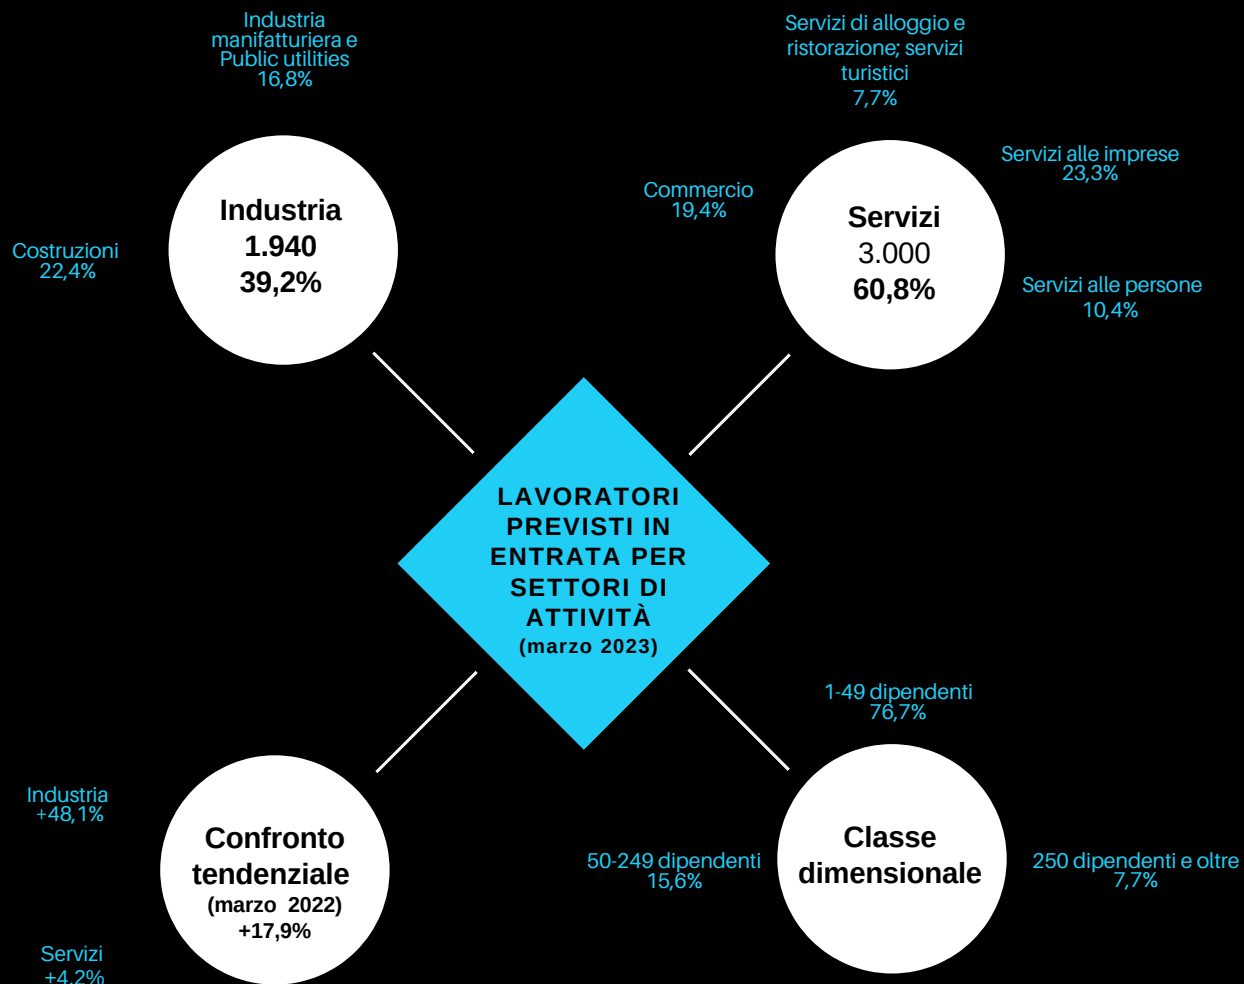 Industria
manifatturiera e
Public utilities
16,8%
Costruzioni
22,4%
Industria
1.940
39,2%
Servizi di alloggio e
ristorazione; servizi
turistici
7,7%
Commercio
19,4%
Servizi alle imprese
23,3%
Servizi alle persone
10,4%
Servizi
3.000
60,8%
LAVORATORI
PREVISTI IN
ENTRATA PER
SETTORI DI
ATTIVITÀ
(marzo 2023)
Industria
+48,1%
Servizi
+4,2%
Confronto
tendenziale
(marzo 2022)
+17,9%
1-49 dipendenti
76,7%
50-249 dipendenti
15,6%
Classe
dimensionale
250 dipendenti e oltre
7,7%